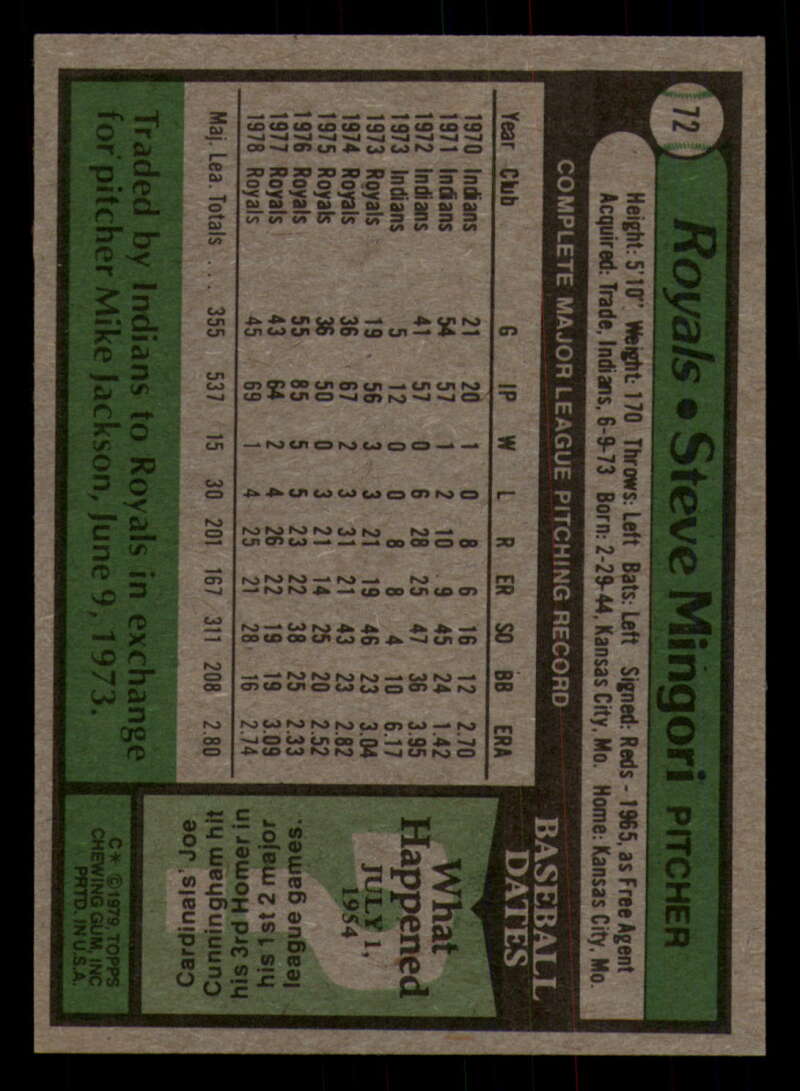 72
Royals • Steve Mingori PITCHER
Height: 5'10" Weight: 170 Throws: Left Bats: Left Signed: Reds - 1965, as Free Agent
Acquired: Trade, Indians, 6-9-73 Born: 2-29-44, Kansas City, Mo. Home: Kansas City, Mo.
COMPLETE MAJOR LEAGUE PITCHING RECORD
Year Club G IP W L R ER SO BB ERA
1970 Indians 21 20 1 0 8 6 16 12 2.70
1971 Indians 54 57 1 2 10 9 45 24 1.42
1972 Indians 41 57 0 6 28 25 47 36 3.95
1973 Indians 5 12 0 0 8 8 4 10 6.17
1973 Royals 19 56 3 3 21 19 46 23 3.04
1974 Royals 36 67 2 3 31 21 43 23 2.82
1975 Royals 36 50 0 3 21 14 25 20 2.52
1976 Royals 55 85 5 5 23 22 38 25 2.33
1977 Royals 43 64 2 4 26 22 19 19 3.09
1978 Royals 45 69 1 4 25 21 28 16 2.74
Maj. Lea. Totals ... 355 537 15 30 201 167 311 208 2.80
BASEBALL
DATES
What
Happened
JULY 1,
1954
Cardinals' Joe
Cunningham hit
his 3rd Homer in
his 1st 2 major
league games.
Traded by Indians to Royals in exchange
for pitcher Mike Jackson, June 9, 1973.
C* ©1979, TOPPS
CHEWING GUM, INC
PRTD. IN U.S.A.